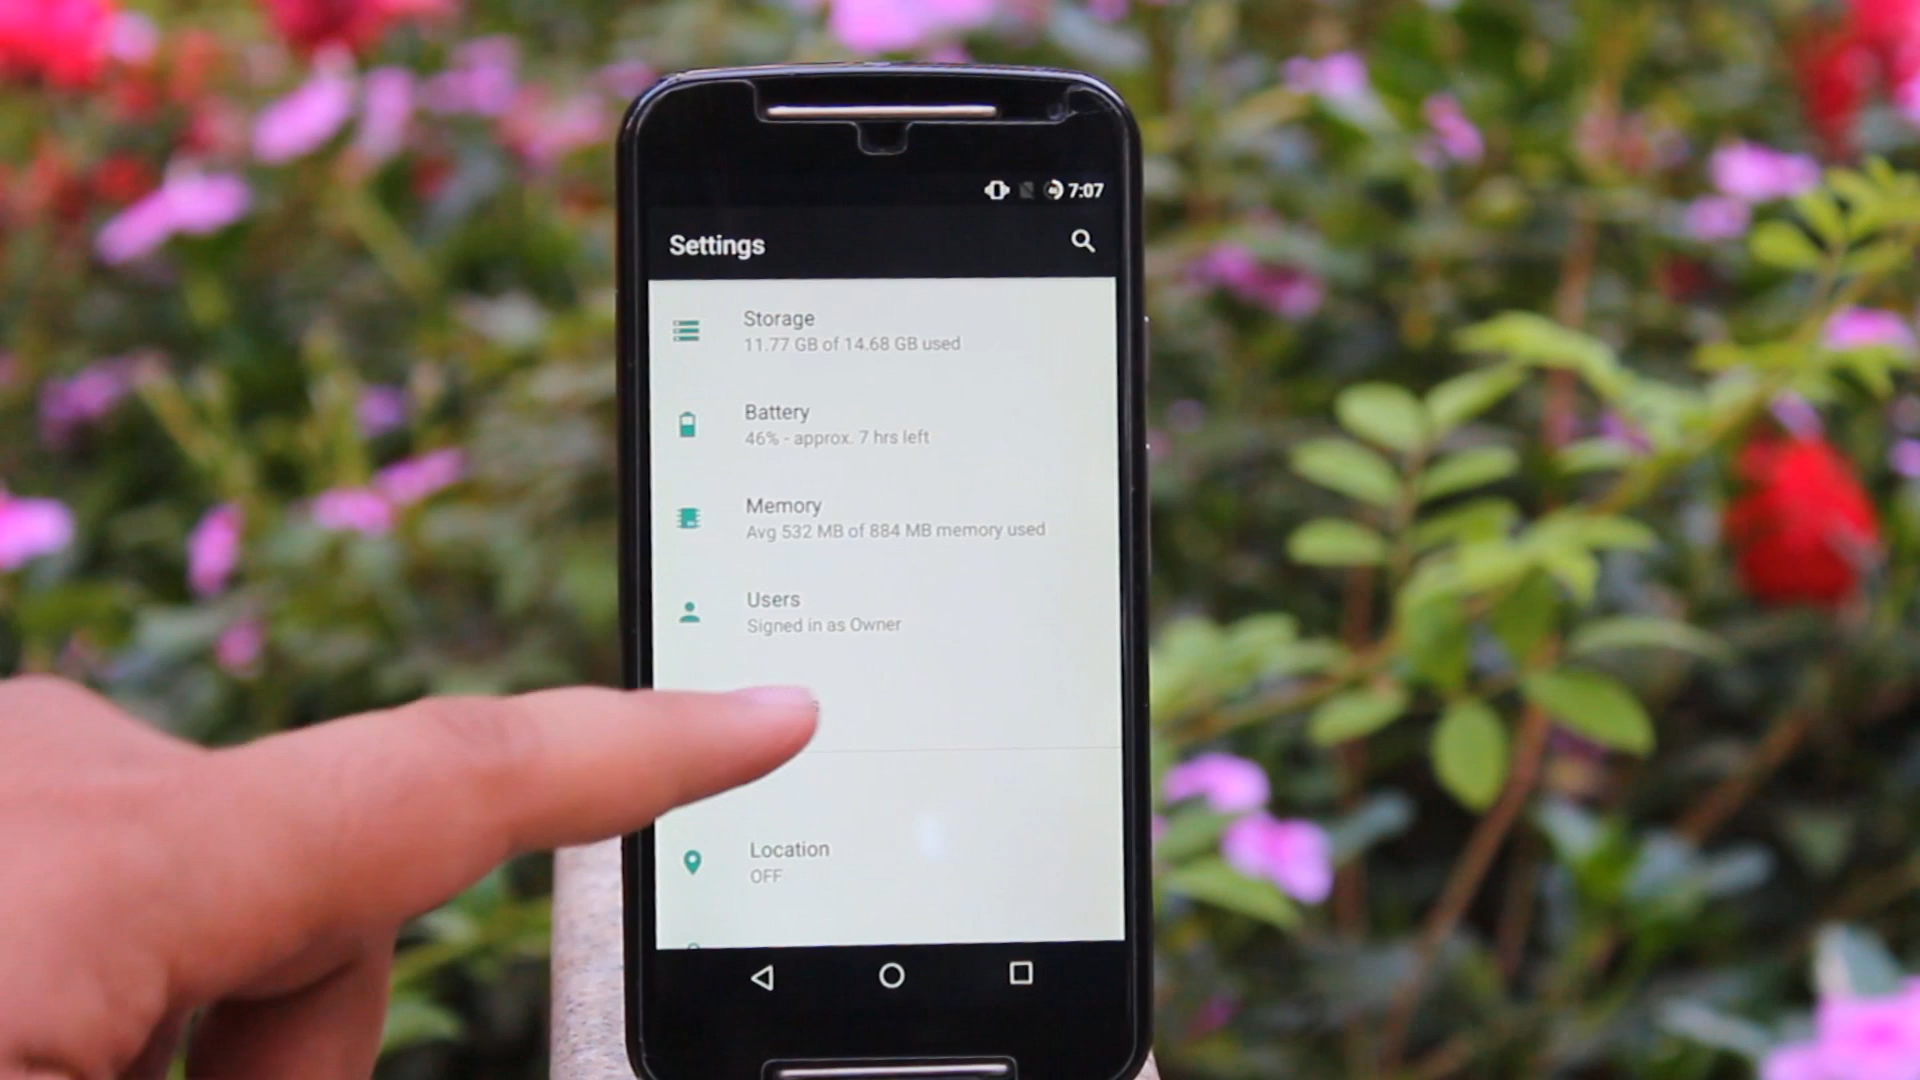 7:07
Settings
Storage
11.77 GB of 14.68 GB used
Battery
46% - approx. 7 hrs left
Memory
Avg 532 MB of 884 MB memory used
Users
Signed in as Owner
Location
OFF